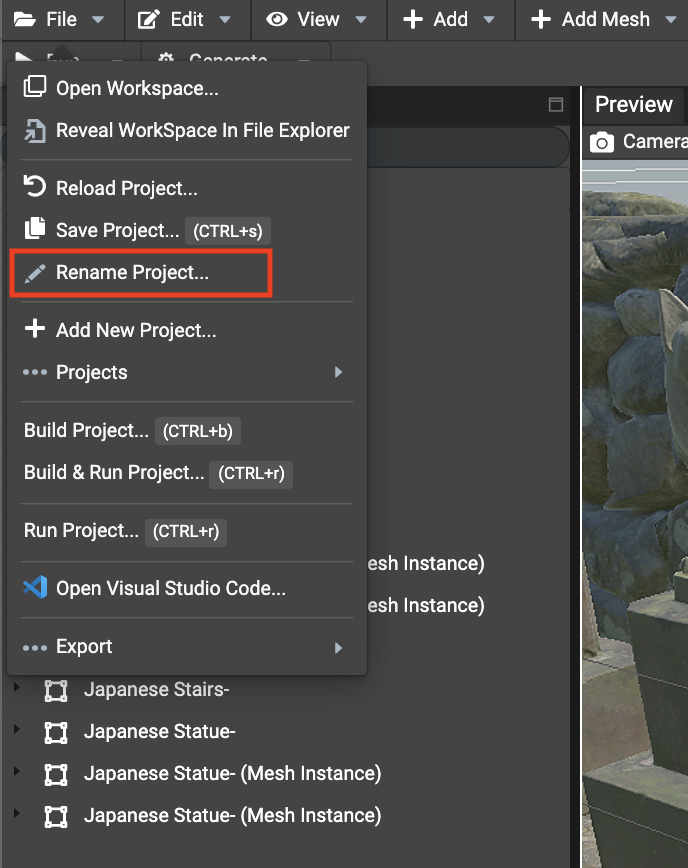 File Edit View Add Add Mesh
Generate
Open Workspace...
Reveal WorkSpace In File Explorer
Preview
Camera
Reload Project...
Save Project... (CTRL+s)
Rename Project...
Add New Project...
Projects
Build Project... (CTRL+b)
Build & Run Project... (CTRL+r)
Run Project... (CTRL+r)
esh Instance)
Open Visual Studio Code...
esh Instance)
Export
Japanese Stairs-
Japanese Statue-
Japanese Statue- (Mesh Instance)
Japanese Statue- (Mesh Instance)